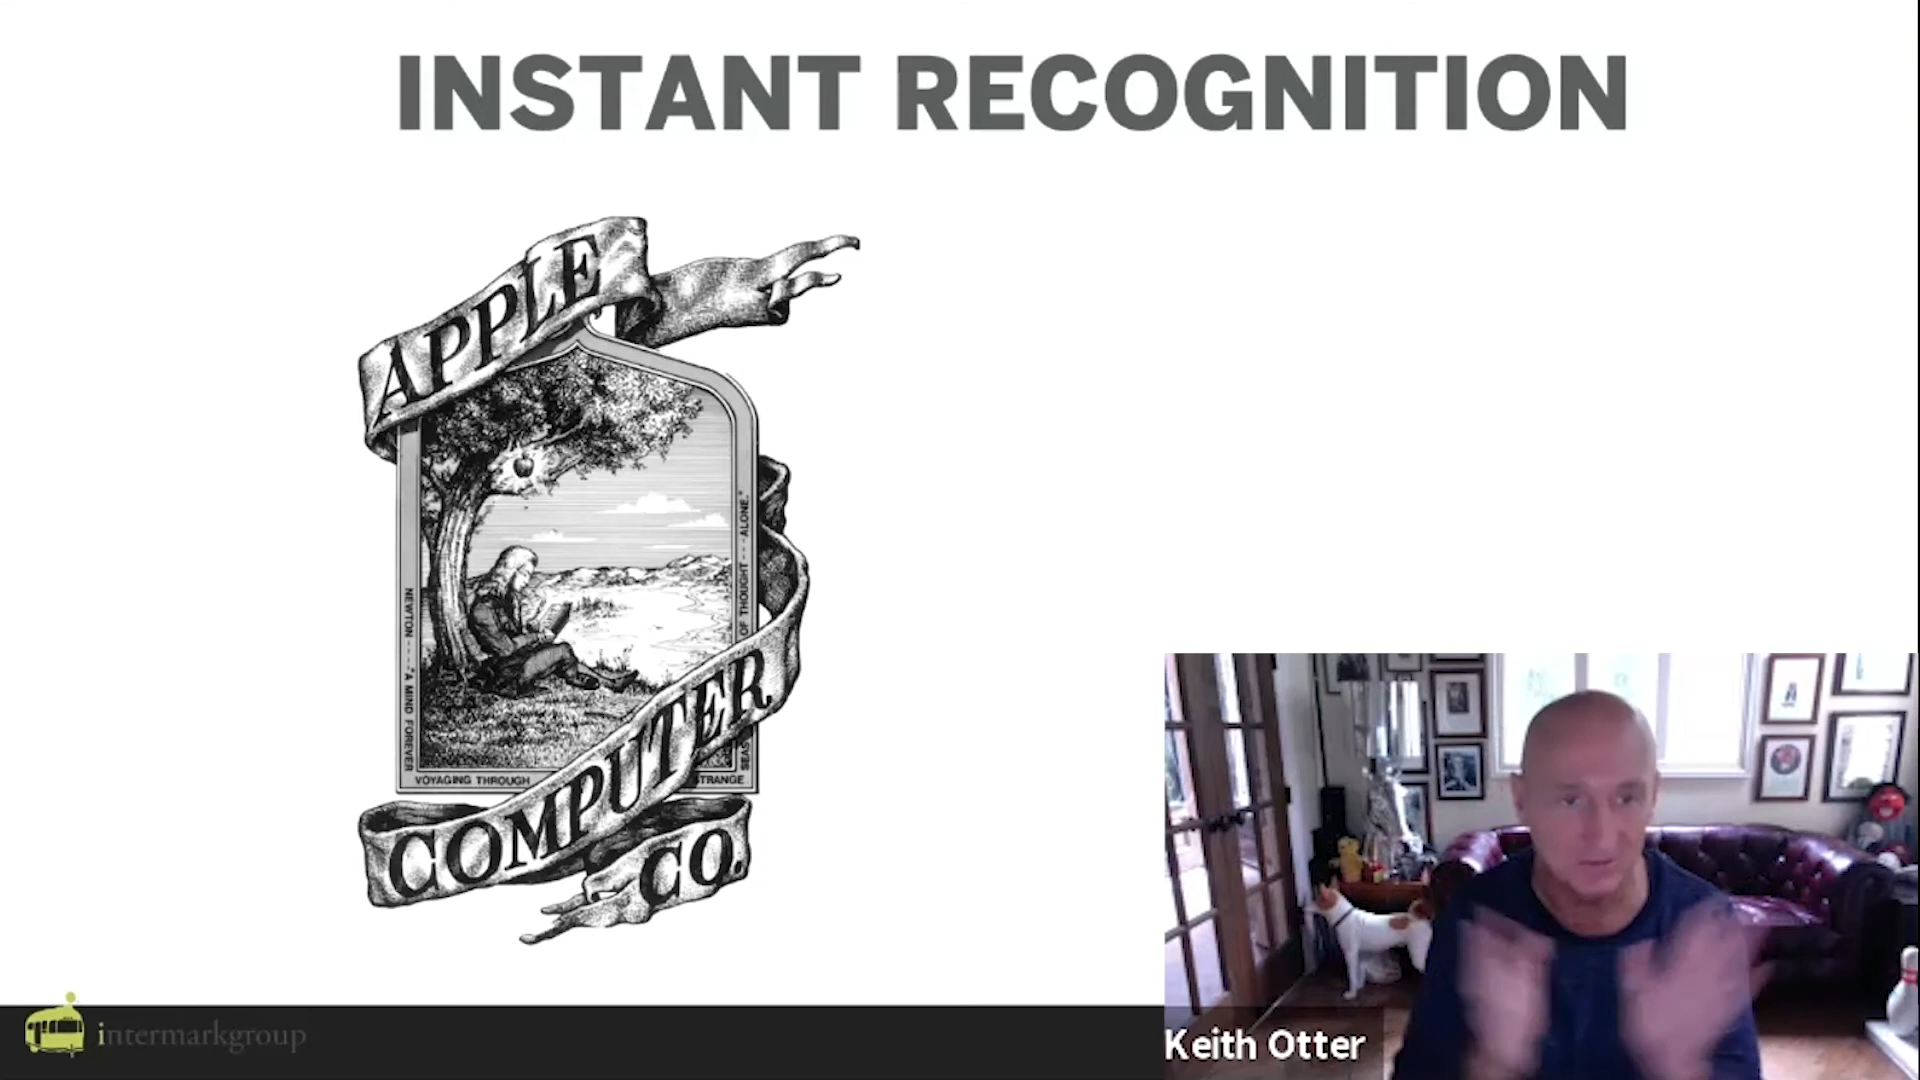 INSTANT RECOGNITION
APPLE
NEWTON----"A MIND FOREVER
VOYAGING THROUGH
STRANGE
SEAS
OF THOUGHT---ALONE."
COMPUTER
CO.
intermarkgroup
Keith Otter